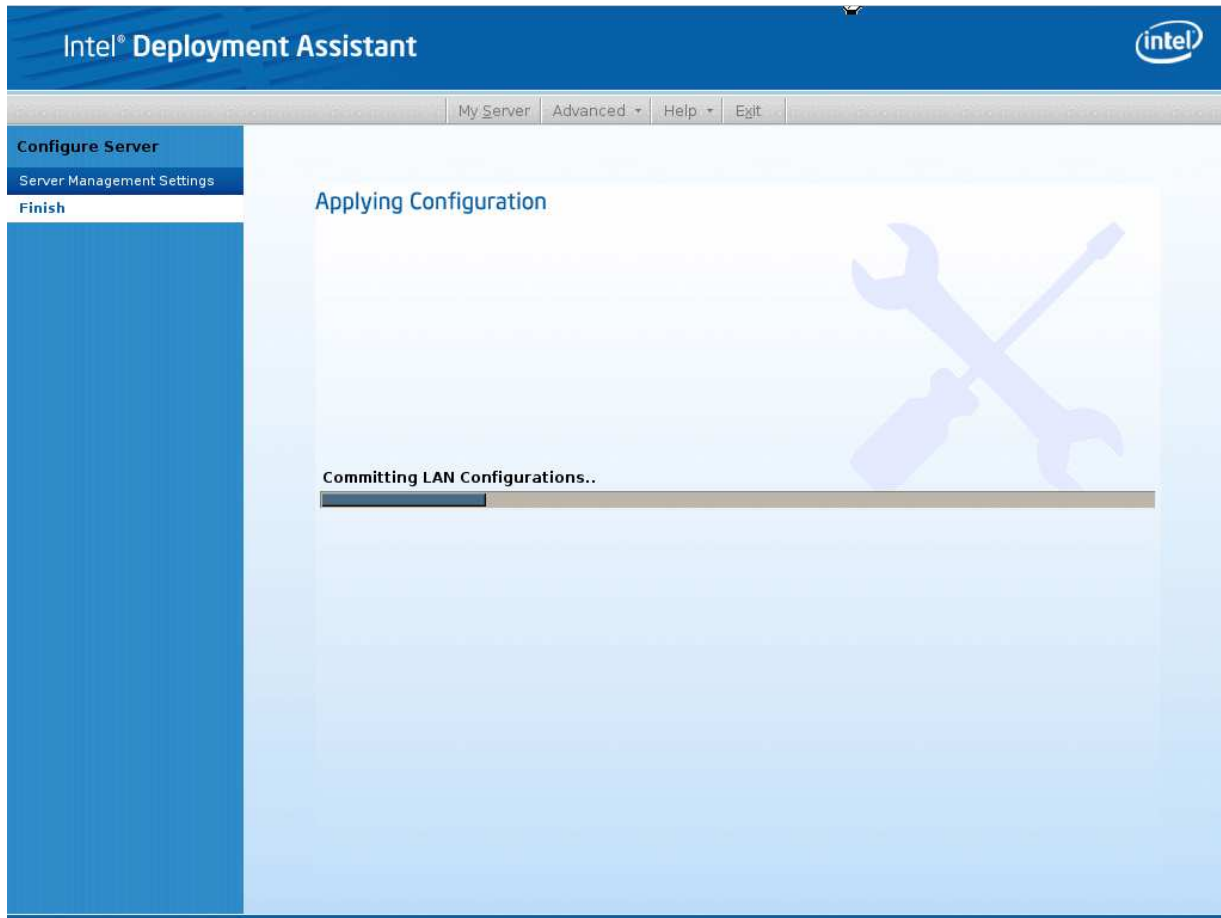 Intel® Deployment Assistant
intel
My Server Advanced Help Exit
Configure Server
Server Management Settings
Finish
Applying Configuration
Committing LAN Configurations..